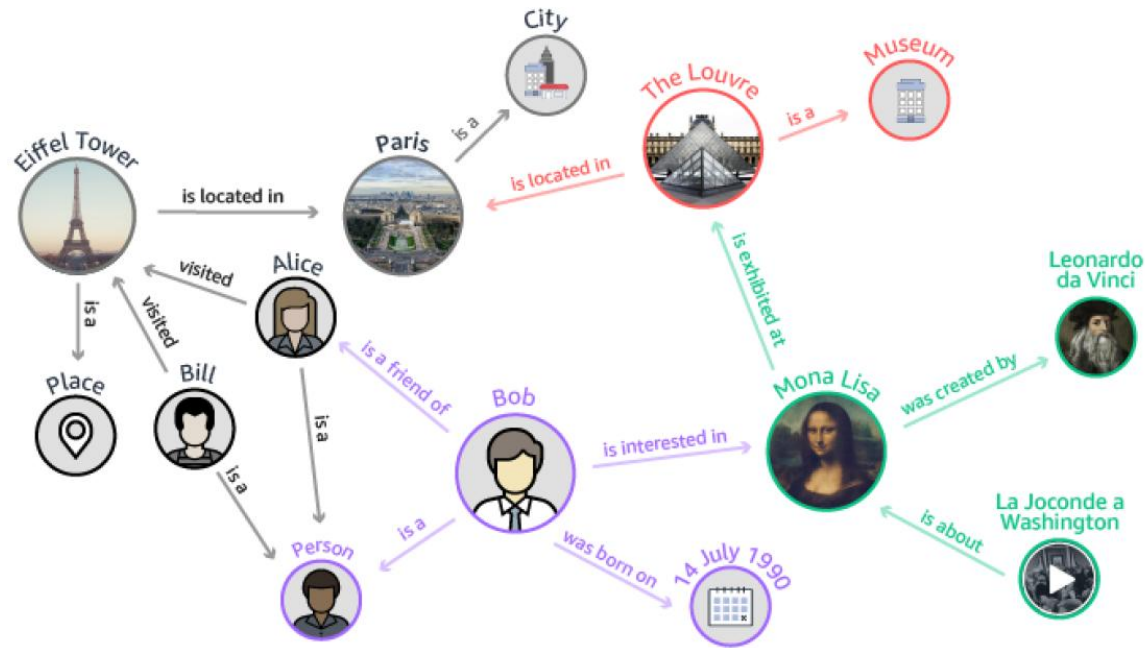 City
Museum
The Louvre
is a
is a
Eiffel Tower
Paris
is located in
is located in
visited
Alice
is exhibited at
Leonardo
da Vinci
is a
visited
is a friend of
Place
Bill
Bob
Mona Lisa
was created by
is a
is interested in
is a
La Joconde a
Washington
is about
Person
is a
was born on
14 July 1990